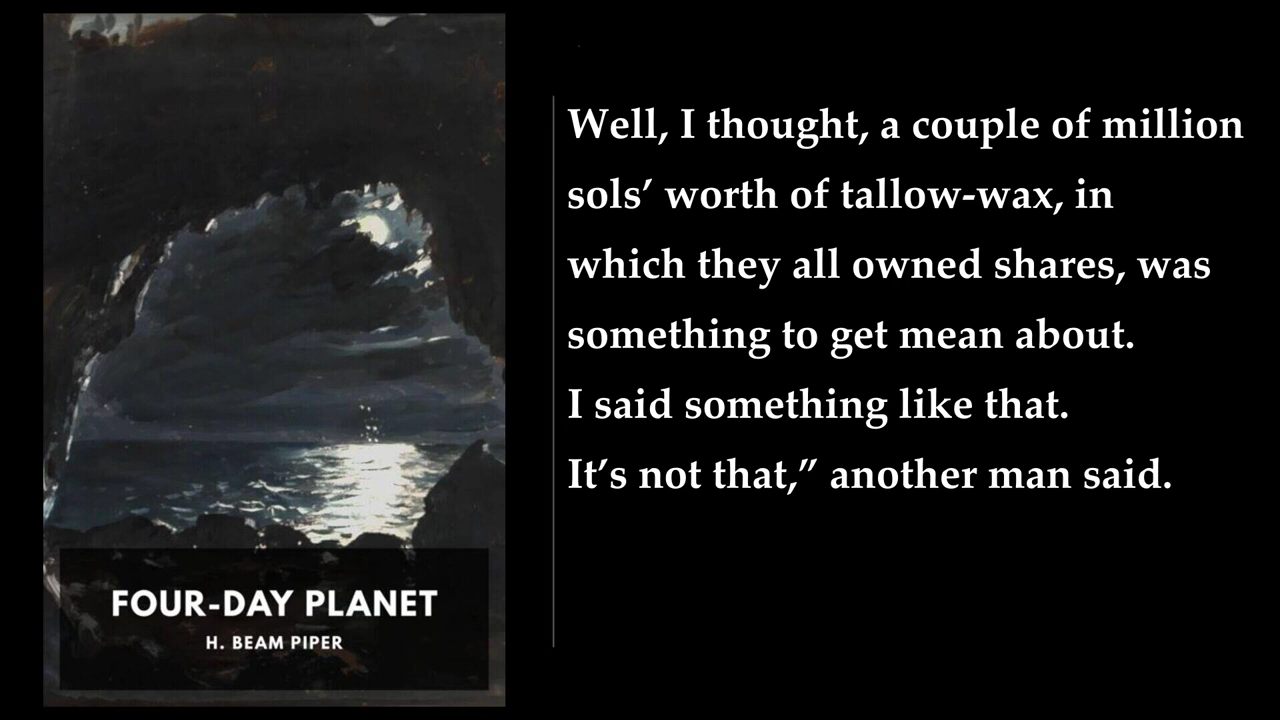 FOUR-DAY PLANET
H. BEAM PIPER
Well, I thought, a couple of million
sols’ worth of tallow-wax, in
which they all owned shares, was
something to get mean about.
I said something like that.
It’s not that,” another man said.